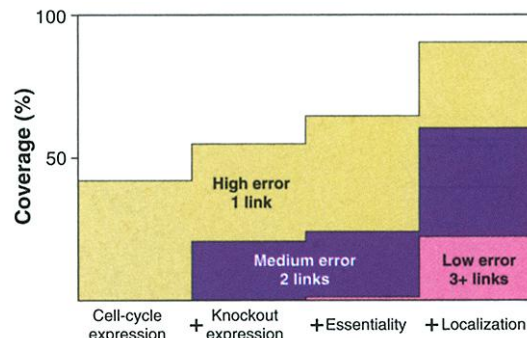 100
Coverage (%)
50
High error
1 link
Medium error
2 links
Low error
3+ links
Cell-cycle
expression
+ Knockout
expression
+Essentiality
+Localization